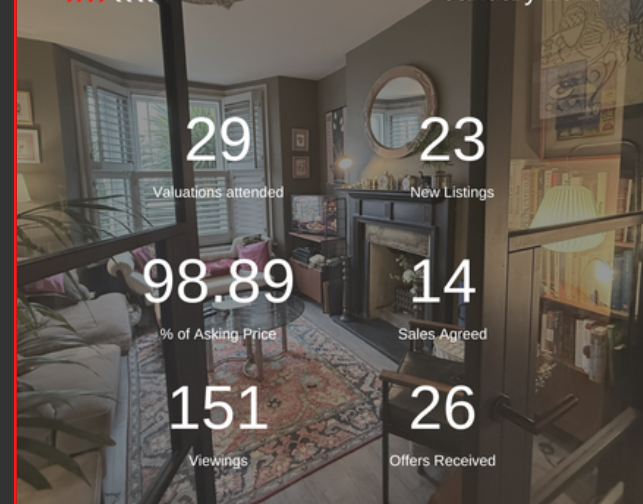 29
23
Valuations attended
New Listings
98.89
14
% of Asking Price
Sales Agreed
151
26
Viewings
Offers Received